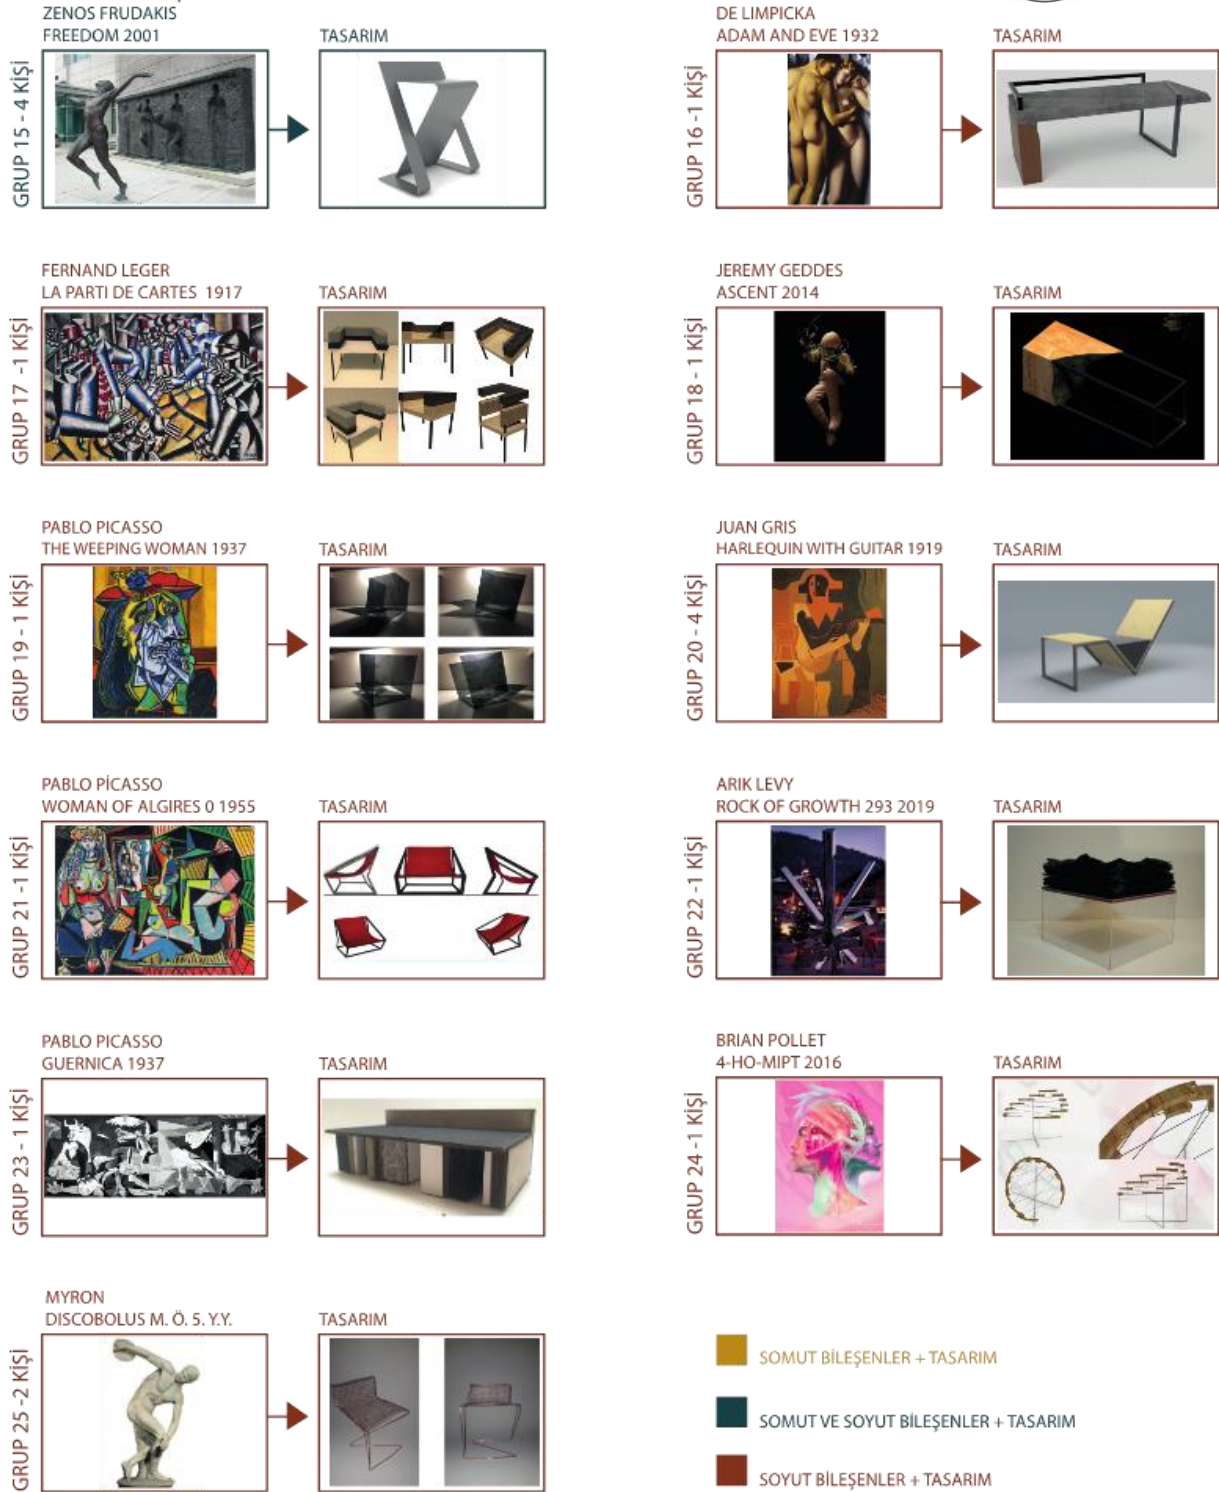 ZENOS FRUDAKIS
FREEDOM 2001
TASARIM
GRUP 15 - 4 KİŞİ
DE LIMPICKA
ADAM AND EVE 1932
TASARIM
GRUP 16 -1 KİŞİ
FERNAND LEGER
LA PARTI DE CARTES 1917
TASARIM
GRUP 17 -1 KİŞİ
JEREMY GEDDES
ASCENT 2014
TASARIM
GRUP 18 - 1 KİŞİ
PABLO PICASSO
THE WEEPING WOMAN 1937
TASARIM
GRUP 19 - 1 KİŞİ
JUAN GRIS
HARLEQUIN WITH GUITAR 1919
TASARIM
GRUP 20 - 4 KİŞİ
PABLO PİCASSO
WOMAN OF ALGIRES 0 1955
TASARIM
GRUP 21 -1 KİŞİ
ARIK LEVY
ROCK OF GROWTH 293 2019
TASARIM
GRUP 22 -1 KİŞİ
PABLO PICASSO
GUERNICA 1937
TASARIM
GRUP 23 - 1 KİŞİ
BRIAN POLLET
4-HO-MIPT 2016
TASARIM
GRUP 24 -1 KİŞİ
MYRON
DISCOBOLUS M. Ö. 5. Y.Y.
TASARIM
GRUP 25 -2 KİŞİ
SOMUT BİLEŞENLER + TASARIM
SOMUT VE SOYUT BİLEŞENLER + TASARIM
SOYUT BİLEŞENLER + TASARIM